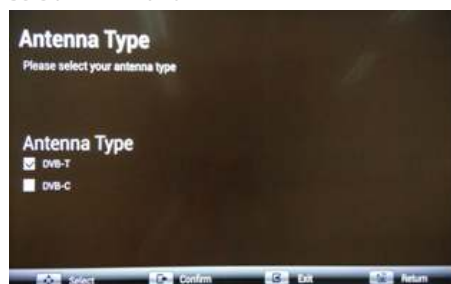 Antenna Type
Please select your antenna type
Antenna Type
DVB-T
DVB-C
Select Confirm Exit Return